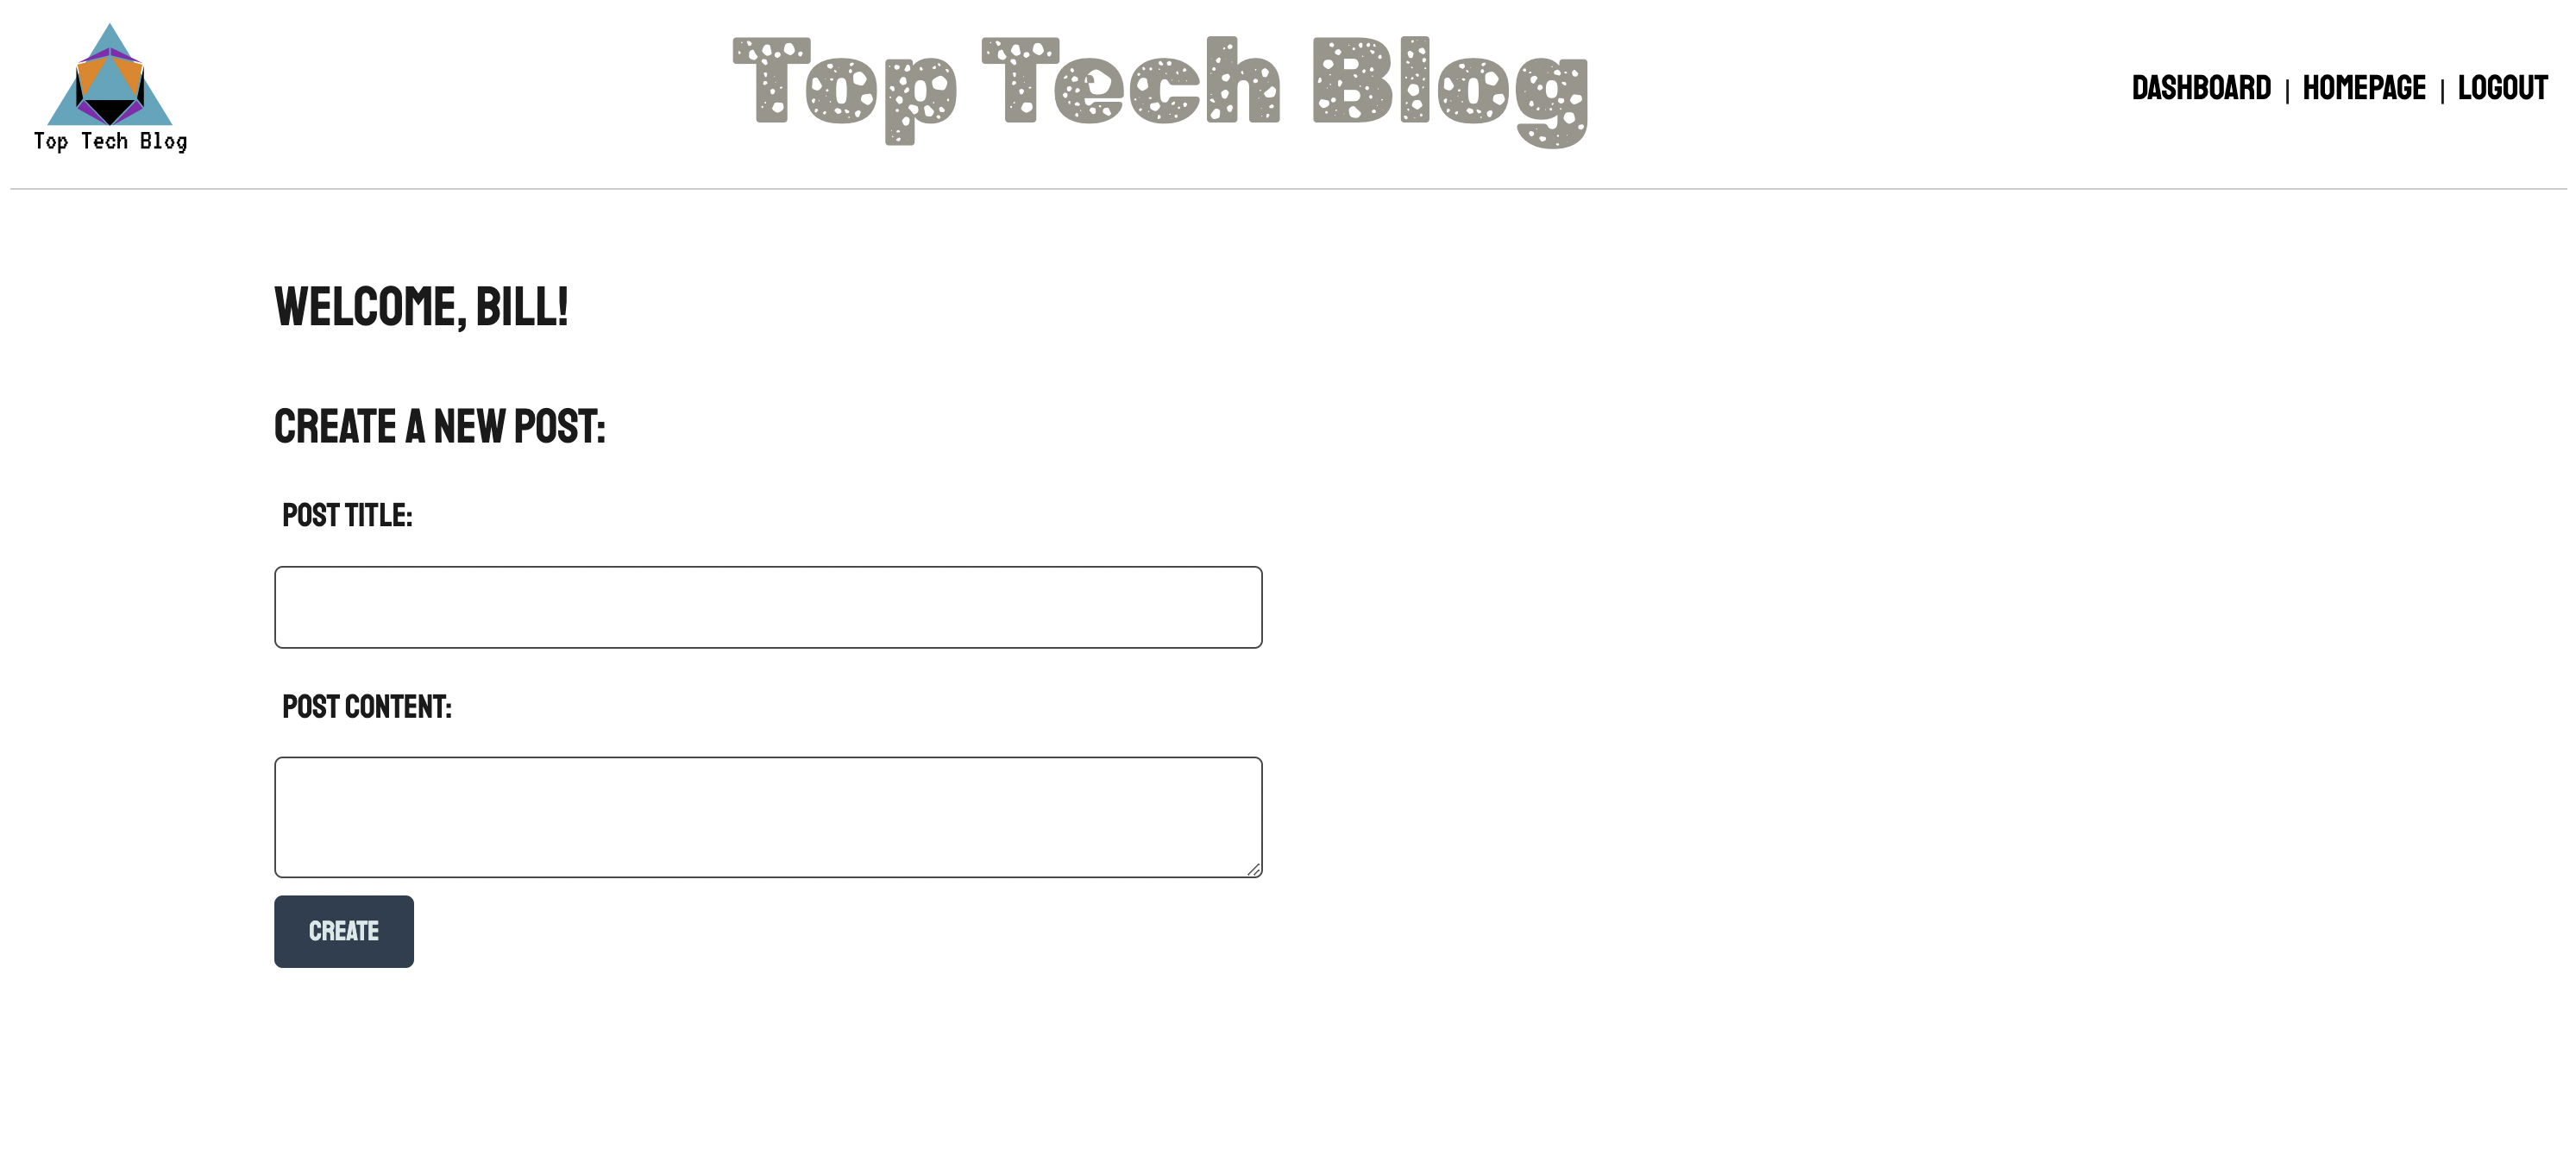 Top Tech Blog
Top Tech Blog
DASHBOARD | HOMEPAGE | LOGOUT
WELCOME, BILL!
CREATE A NEW POST:
POST TITLE:
POST CONTENT:
CREATE